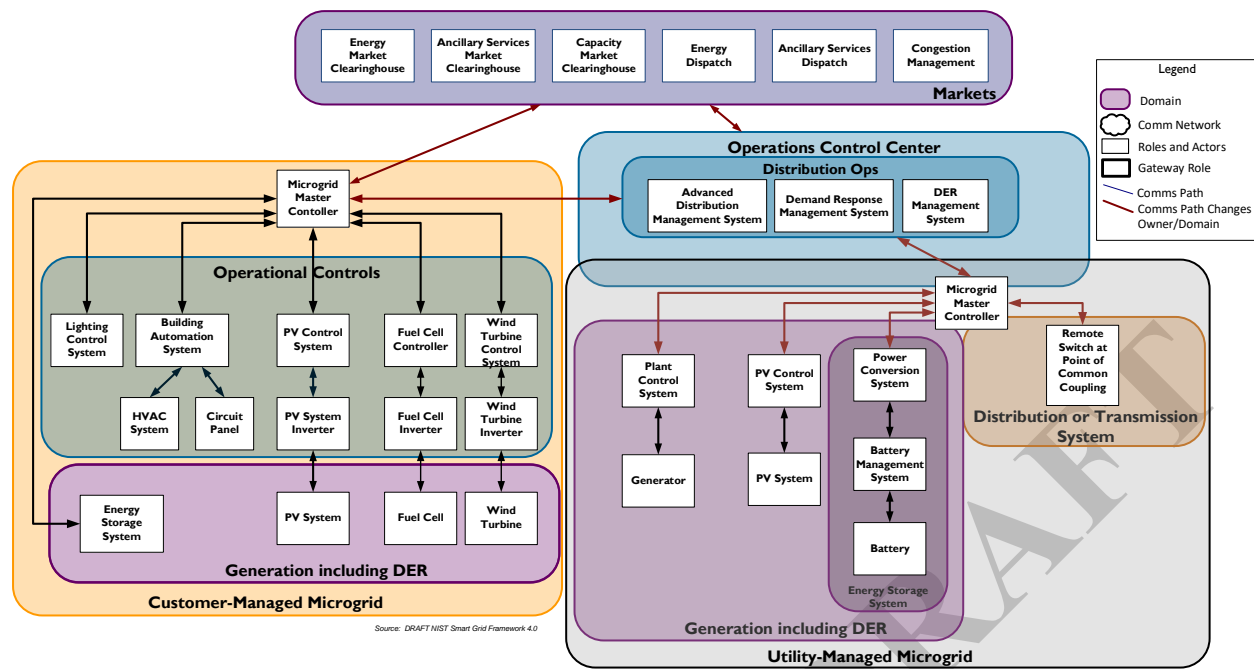 Energy
Market
Clearinghouse
Ancillary Services
Market
Clearinghouse
Capacity
Market
Clearinghouse
Energy
Dispatch
Ancillary Services
Dispatch
Congestion
Management
Markets
Legend
Domain
Comm Network
Roles and Actors
Gateway Role
Comms Path
Comms Path Changes
Owner/Domain
Operations Control Center
Distribution Ops
Advanced
Distribution
Management System
Demand Response
Management System
DER
Management
System
Microgrid
Master
Contoller
Operational Controls
Lighting
Control
System
Building
Automation
System
PV Control
System
Fuel Cell
Controller
Wind
Turbine
Control
System
HVAC
System
Circuit
Panel
PV System
Inverter
Fuel Cell
Inverter
Wind
Turbine
Inverter
Energy
Storage
System
PV System
Fuel Cell
Wind
Turbine
Generation including DER
Customer-Managed Microgrid
Source: DRAFT NIST Smart Grid Framework 4.0
Microgrid
Master
Controller
Plant
Control
System
PV Control
System
Power
Conversion
System
Remote
Switch at
Point of
Common
Coupling
Distribution or Transmission
System
Generator
PV System
Battery
Management
System
Battery
Energy Storage
System
Generation including DER
Utility-Managed Microgrid
RAFT